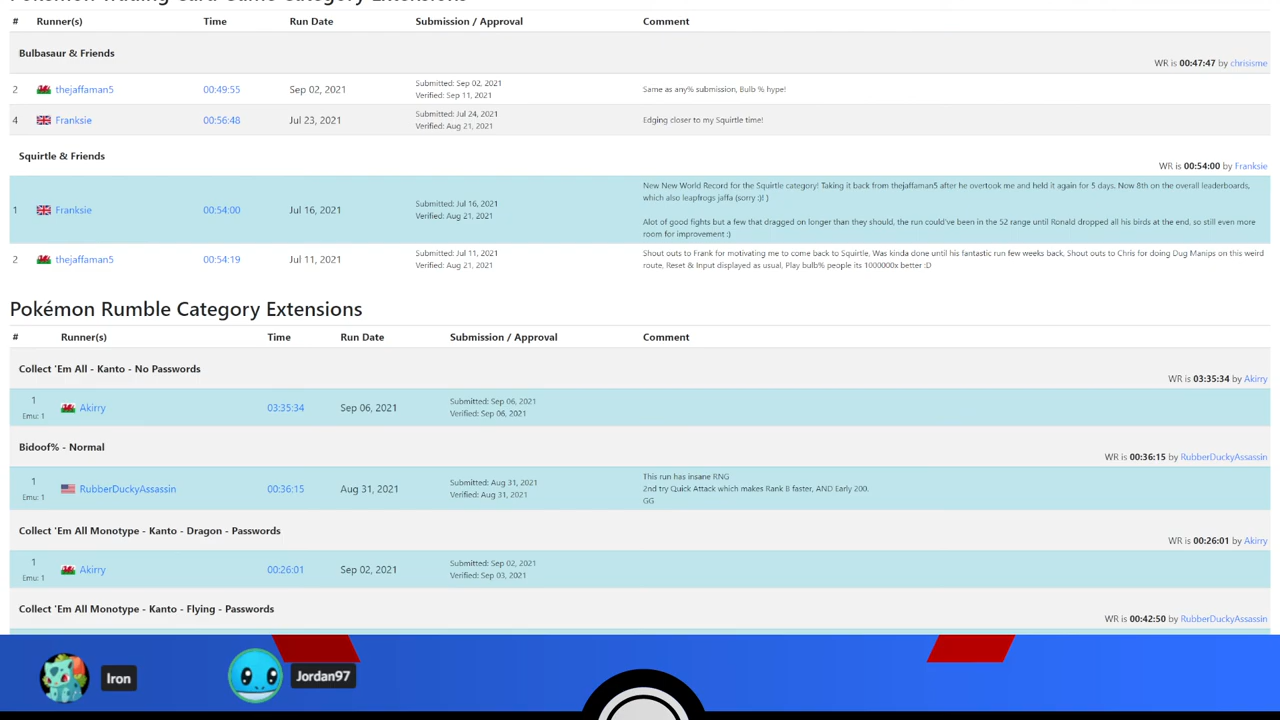 # Runner(s) Time Run Date Submission / Approval Comment
Bulbasaur & Friends
WR is 00:47:47 by chrisisme
2 thejaffaman5 00:49:55 Sep 02, 2021 Submitted: Sep 02, 2021 Same as any% submission, Bulb % hype!
Verified: Sep 11, 2021
4 Franksie 00:56:48 Jul 23, 2021 Submitted: Jul 24, 2021 Edging closer to my Squirtle time!
Verified: Aug 21, 2021
Squirtle & Friends
WR is 00:54:00 by Franksie
New New World Record for the Squirtle category! Taking it back from thejaffaman5 after he overtook me and held it again for 5 days. Now 8th on the overall leaderboards,
which also leapfrogs jaffa (sorry :)! )
1 Franksie 00:54:00 Jul 16, 2021 Submitted: Jul 16, 2021
Verified: Aug 21, 2021
Alot of good fights but a few that dragged on longer than they should, the run could've been in the 52 range until Ronald dropped all his birds at the end, so still even more
room for improvement :)
2 thejaffaman5 00:54:19 Jul 11, 2021 Submitted: Jul 11, 2021 Shout outs to Frank for motivating me to come back to Squirtle, Was kinda done until his fantastic run few weeks back, Shout outs to Chris for doing Dug Manips on this weird
Verified: Aug 21, 2021 route, Reset & Input displayed as usual, Play bulb% people its 1000000x better :D
Pokémon Rumble Category Extensions
# Runner(s) Time Run Date Submission / Approval Comment
Collect 'Em All - Kanto - No Passwords
WR is 03:35:34 by Akirry
1 Akirry 03:35:34 Sep 06, 2021 Submitted: Sep 06, 2021
Emu: 1 Verified: Sep 06, 2021
Bidoof% - Normal
WR is 00:36:15 by RubberDuckyAssassin
This run has insane RNG
1 RubberDuckyAssassin 00:36:15 Aug 31, 2021 Submitted: Aug 31, 2021 2nd try Quick Attack which makes Rank B faster, AND Early 200.
Emu: 1 Verified: Aug 31, 2021 GG
Collect 'Em All Monotype - Kanto - Dragon - Passwords
WR is 00:26:01 by Akirry
1 Akirry 00:26:01 Sep 02, 2021 Submitted: Sep 02, 2021
Emu: 1 Verified: Sep 03, 2021
Collect 'Em All Monotype - Kanto - Flying - Passwords
WR is 00:42:50 by RubberDuckyAssassin
Iron Jordan97